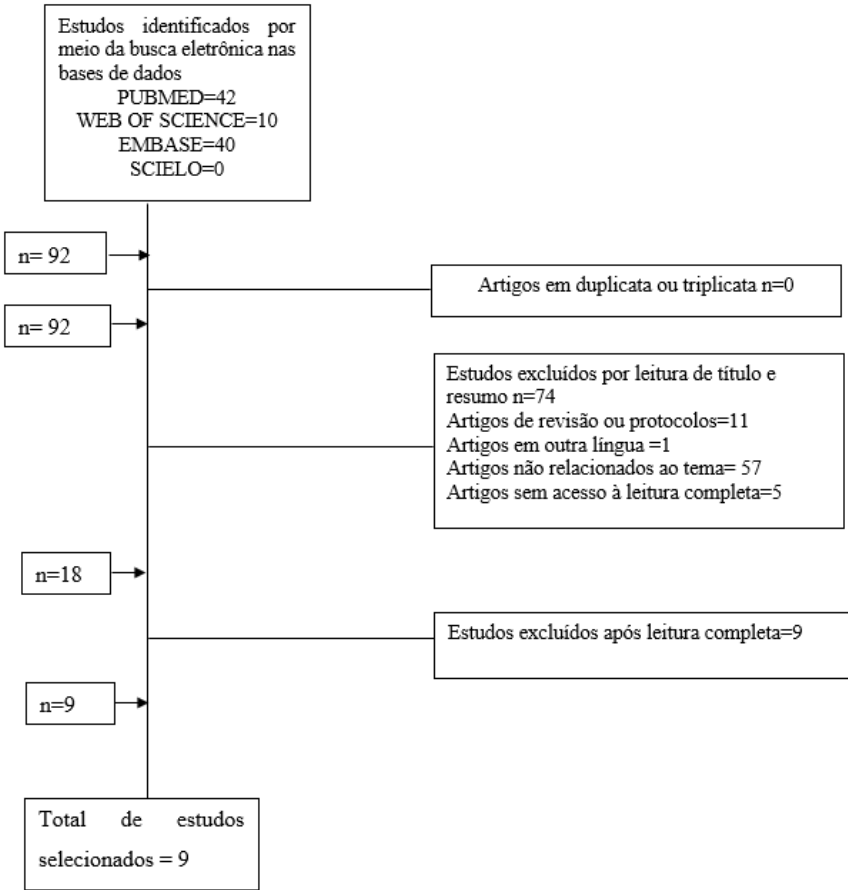 Estudos identificados por
meio da busca eletrônica nas
bases de dados
PUBMED=42
WEB OF SCIENCE=10
EMBASE=40
SCIELO=0
n= 92
Artigos em duplicata ou triplicata n=0
n= 92
Estudos excluídos por leitura de título e
resumo n=74
Artigos de revisão ou protocolos=11
Artigos em outra língua =1
Artigos não relacionados ao tema= 57
Artigos sem acesso à leitura completa=5
n=18
Estudos excluídos após leitura completa=9
n=9
Total de estudos
selecionados = 9